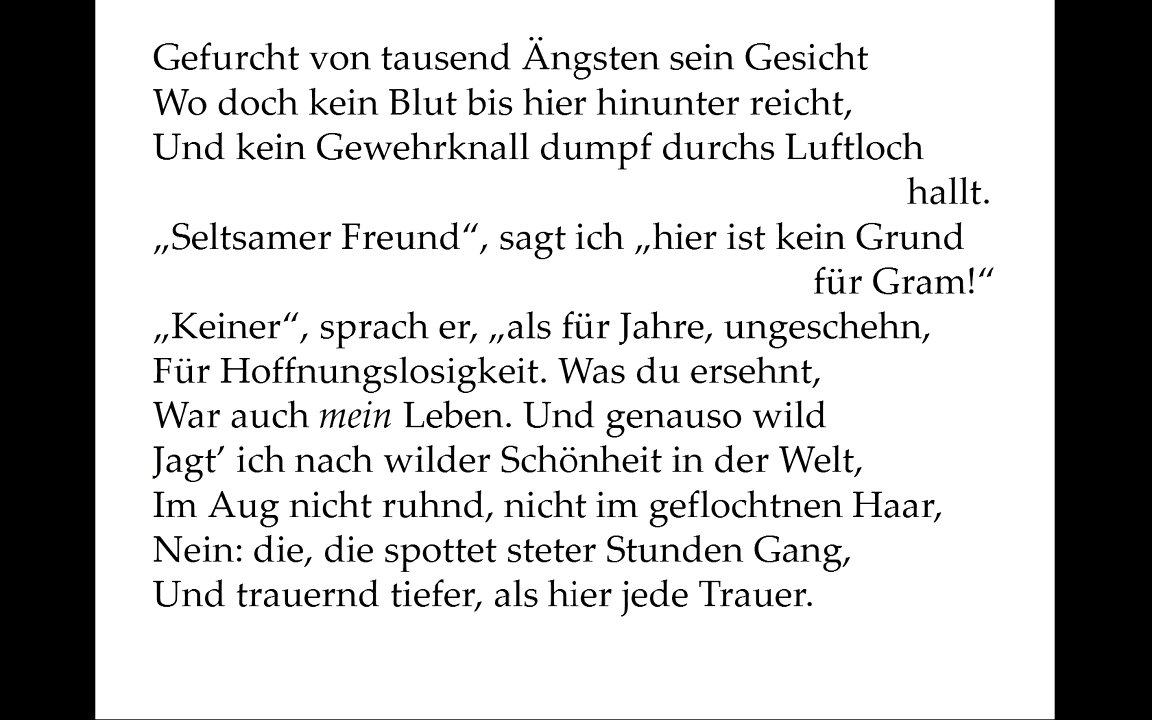 Gefurcht von tausend Ängsten sein Gesicht
Wo doch kein Blut bis hier hinunter reicht,
Und kein Gewehrknall dumpf durchs Luftloch
hallt.
„Seltsamer Freund“, sagt ich „hier ist kein Grund
für Gram!“
„Keiner“, sprach er, „als für Jahre, ungeschehn,
Für Hoffnungslosigkeit. Was du ersehnt,
War auch mein Leben. Und genauso wild
Jagt’ ich nach wilder Schönheit in der Welt,
Im Aug nicht ruhnd, nicht im geflochtnen Haar,
Nein: die, die spottet steter Stunden Gang,
Und trauernd tiefer, als hier jede Trauer.